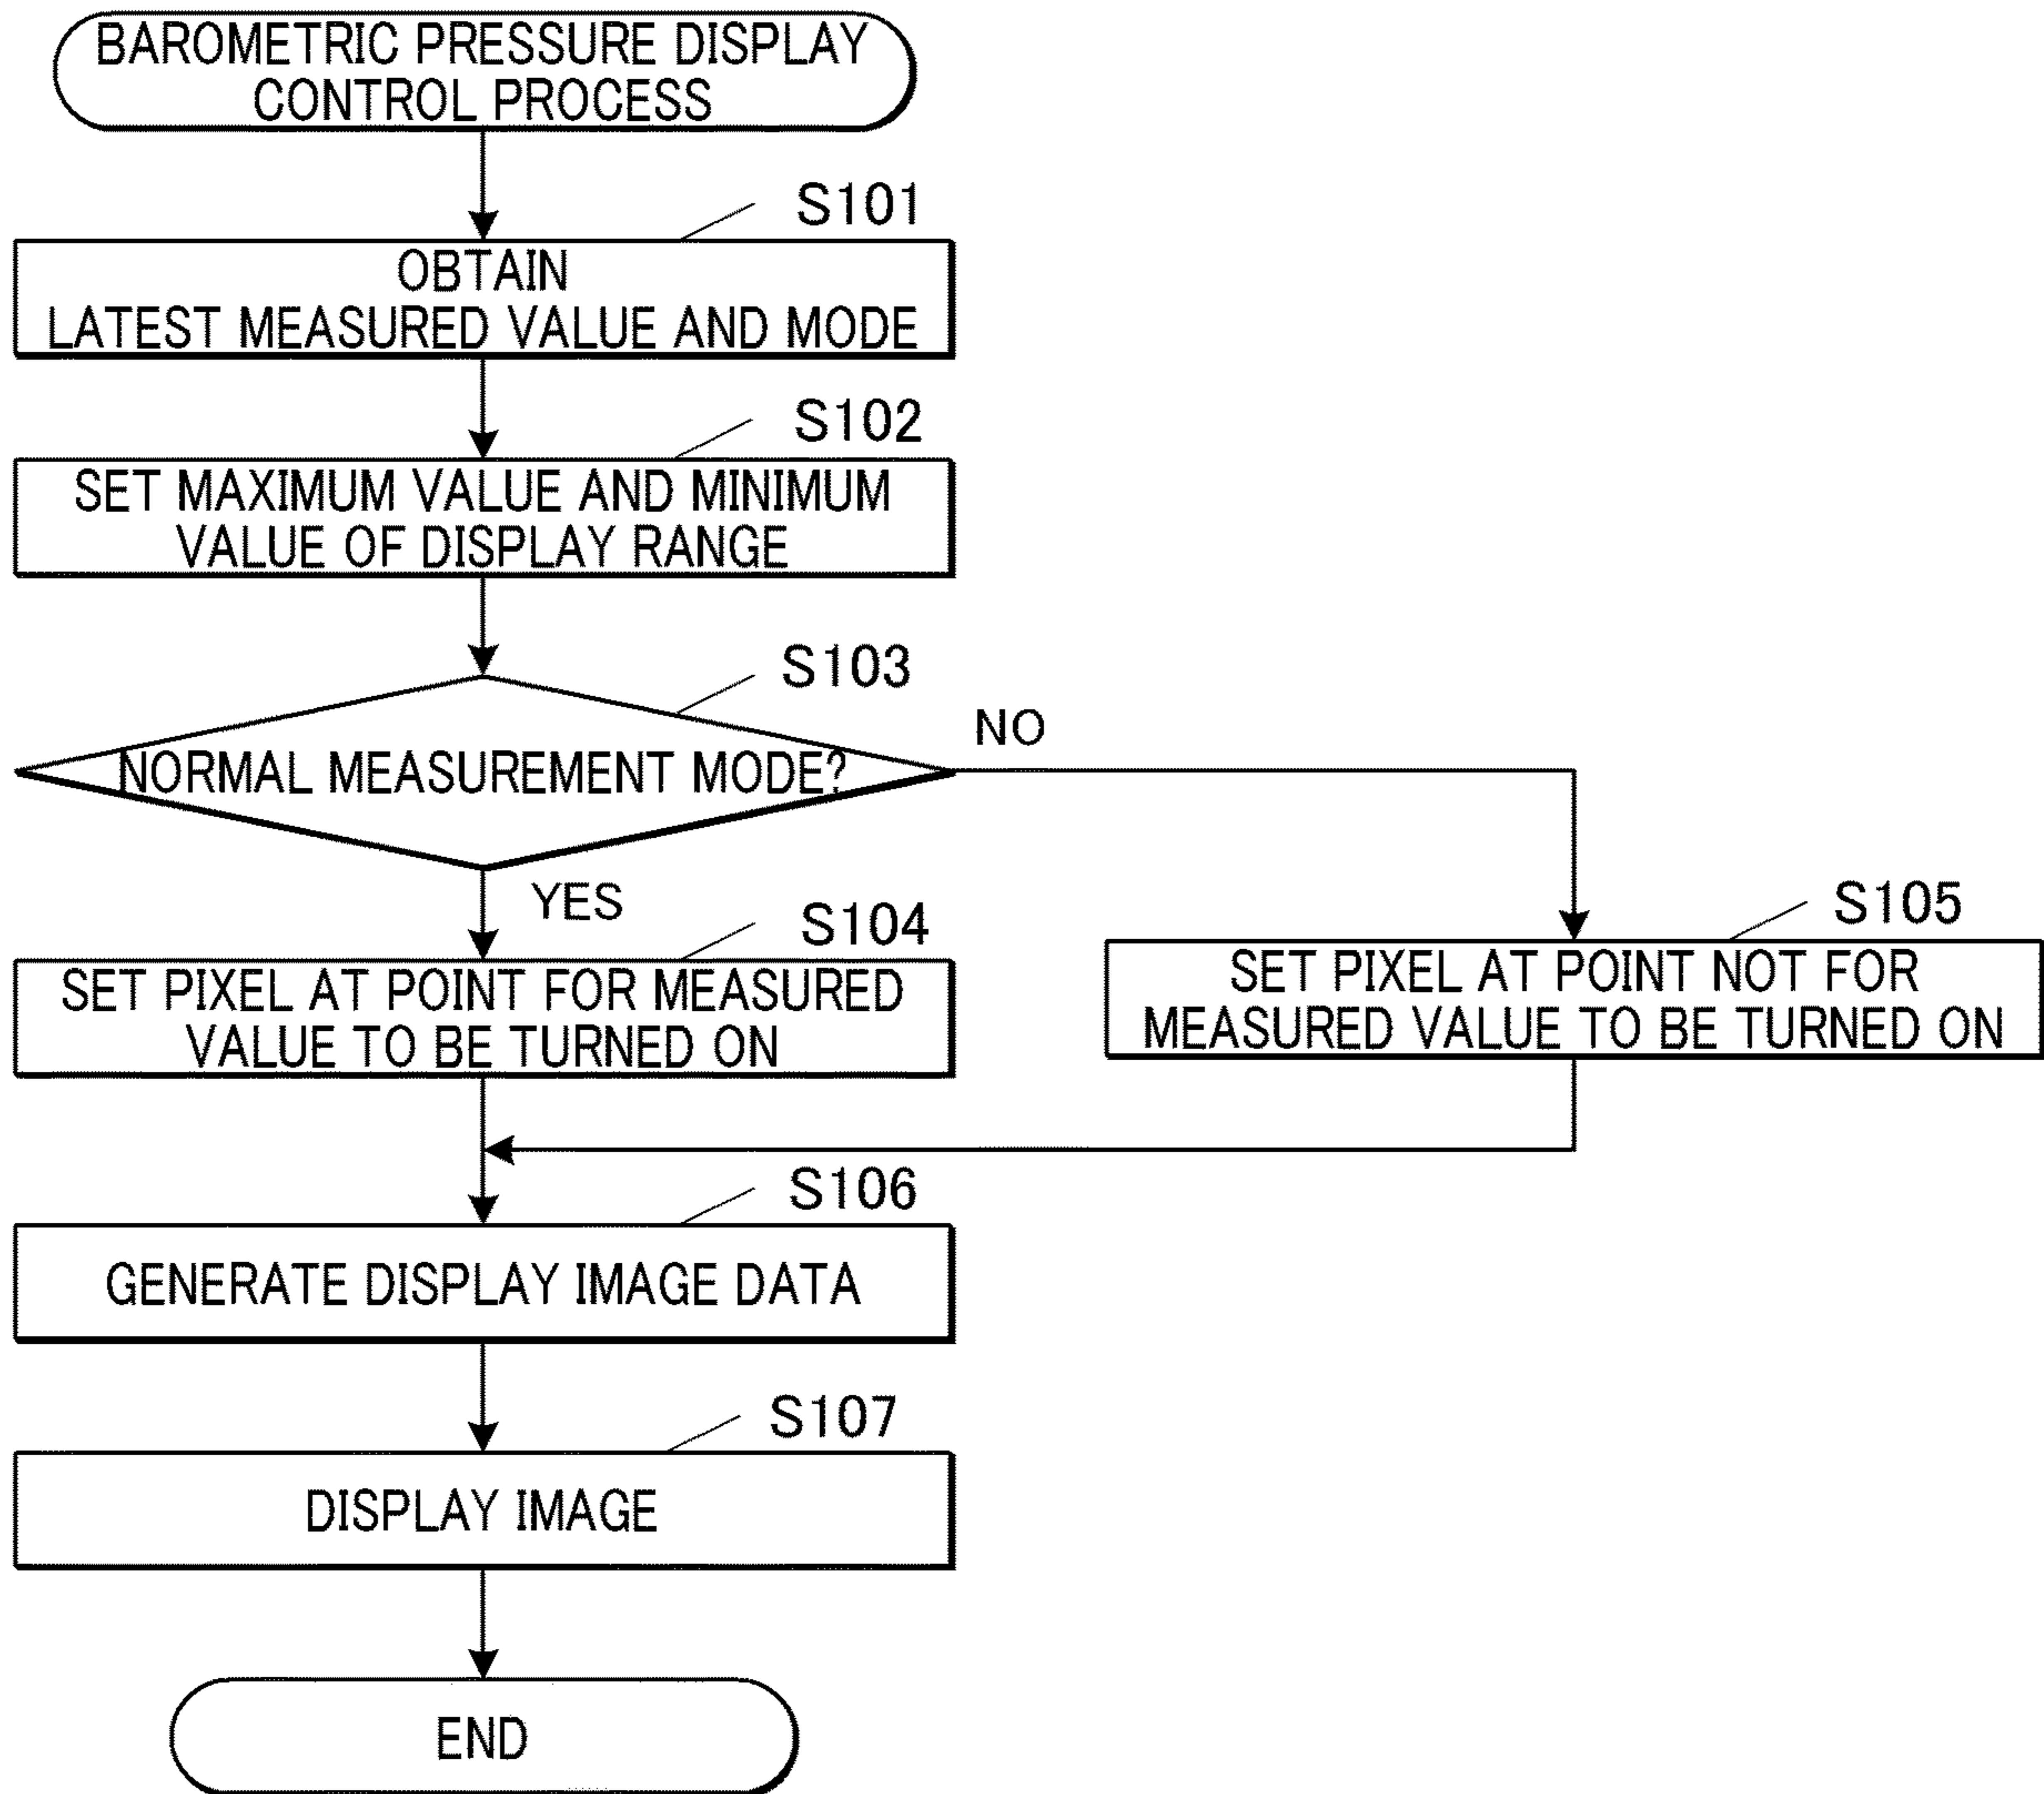 BAROMETRIC PRESSURE DISPLAY
CONTROL PROCESS
S101
OBTAIN
LATEST MEASURED VALUE AND MODE
S102
SET MAXIMUM VALUE AND MINIMUM
VALUE OF DISPLAY RANGE
S103
NORMAL MEASUREMENT MODE?
NO
YES
S104
SET PIXEL AT POINT FOR MEASURED
VALUE TO BE TURNED ON
S105
SET PIXEL AT POINT NOT FOR
MEASURED VALUE TO BE TURNED ON
S106
GENERATE DISPLAY IMAGE DATA
S107
DISPLAY IMAGE
END